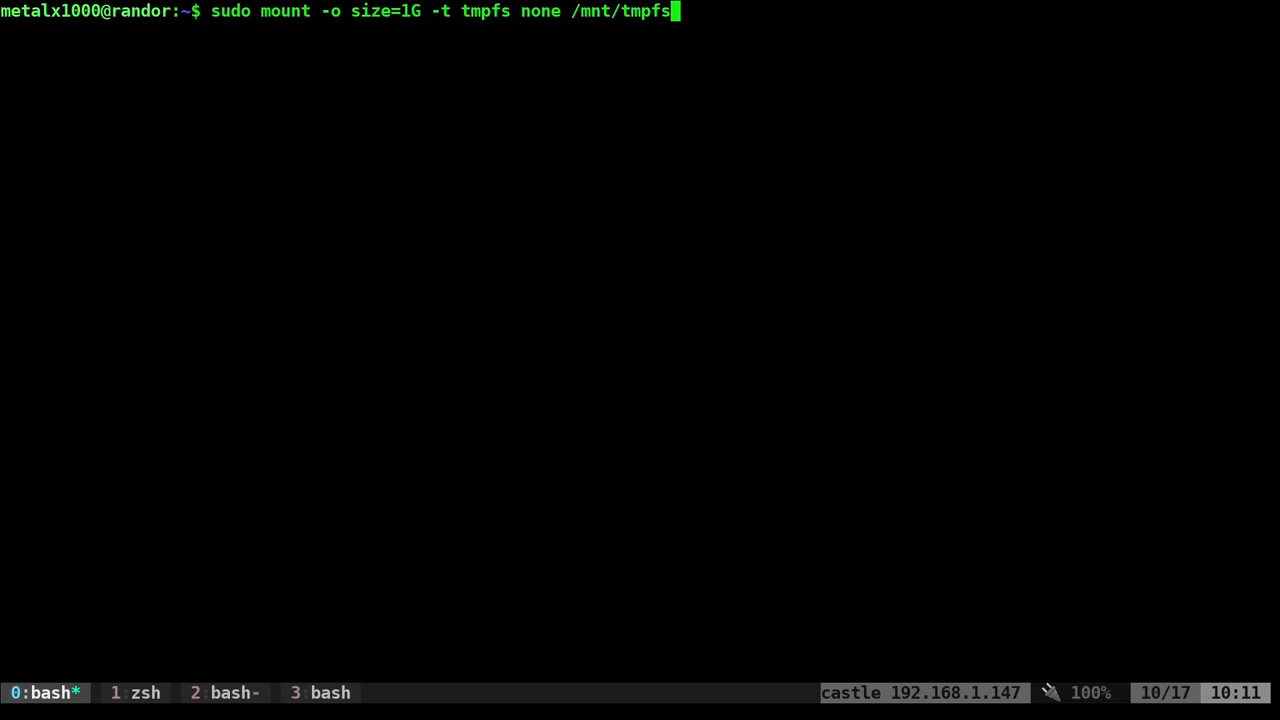 metalx1000@randor:~$ sudo mount -o size=1G -t tmpfs none /mnt/tmpfs
0:bash* 1:zsh 2:bash- 3:bash castle 192.168.1.147 🔌 100% 10/17 10:11